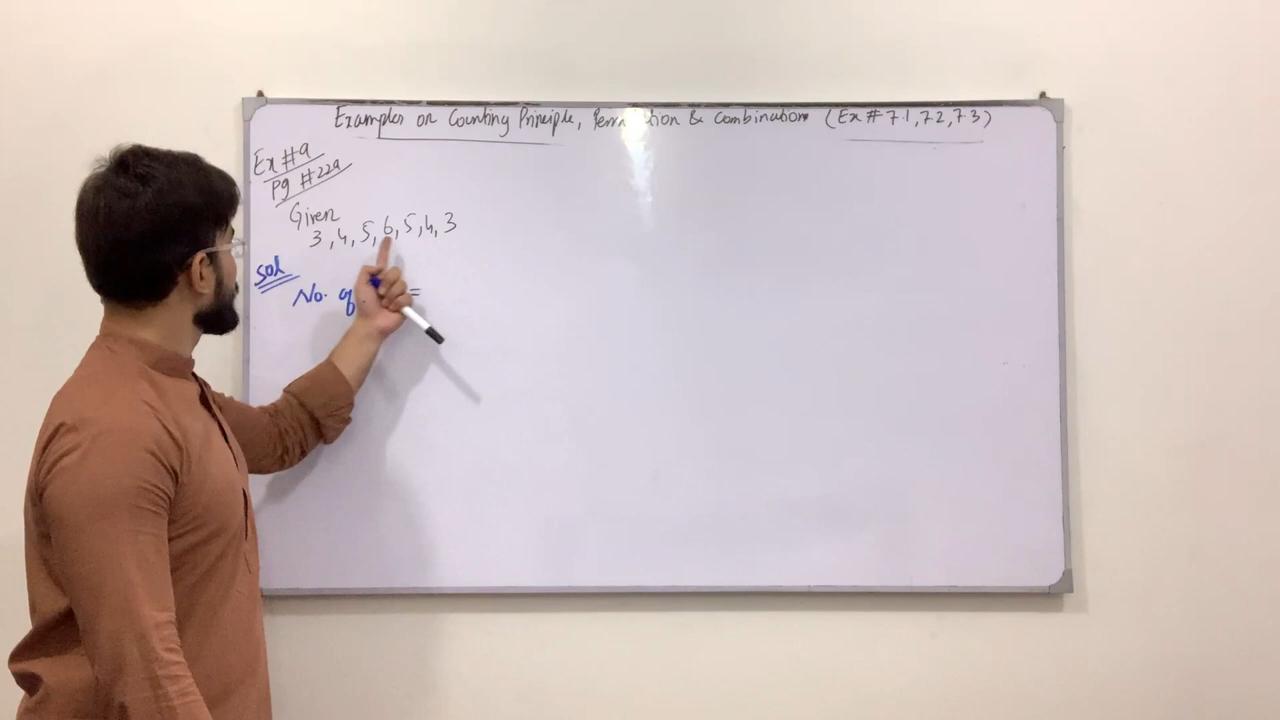 Examples on Counting Principle, & Combination (Ex # 7.1, 7.2, 7.3)
Ex #9
Pg #229
Given
3, 4, 5, 6, 5, 4, 3
Sol
No. of =